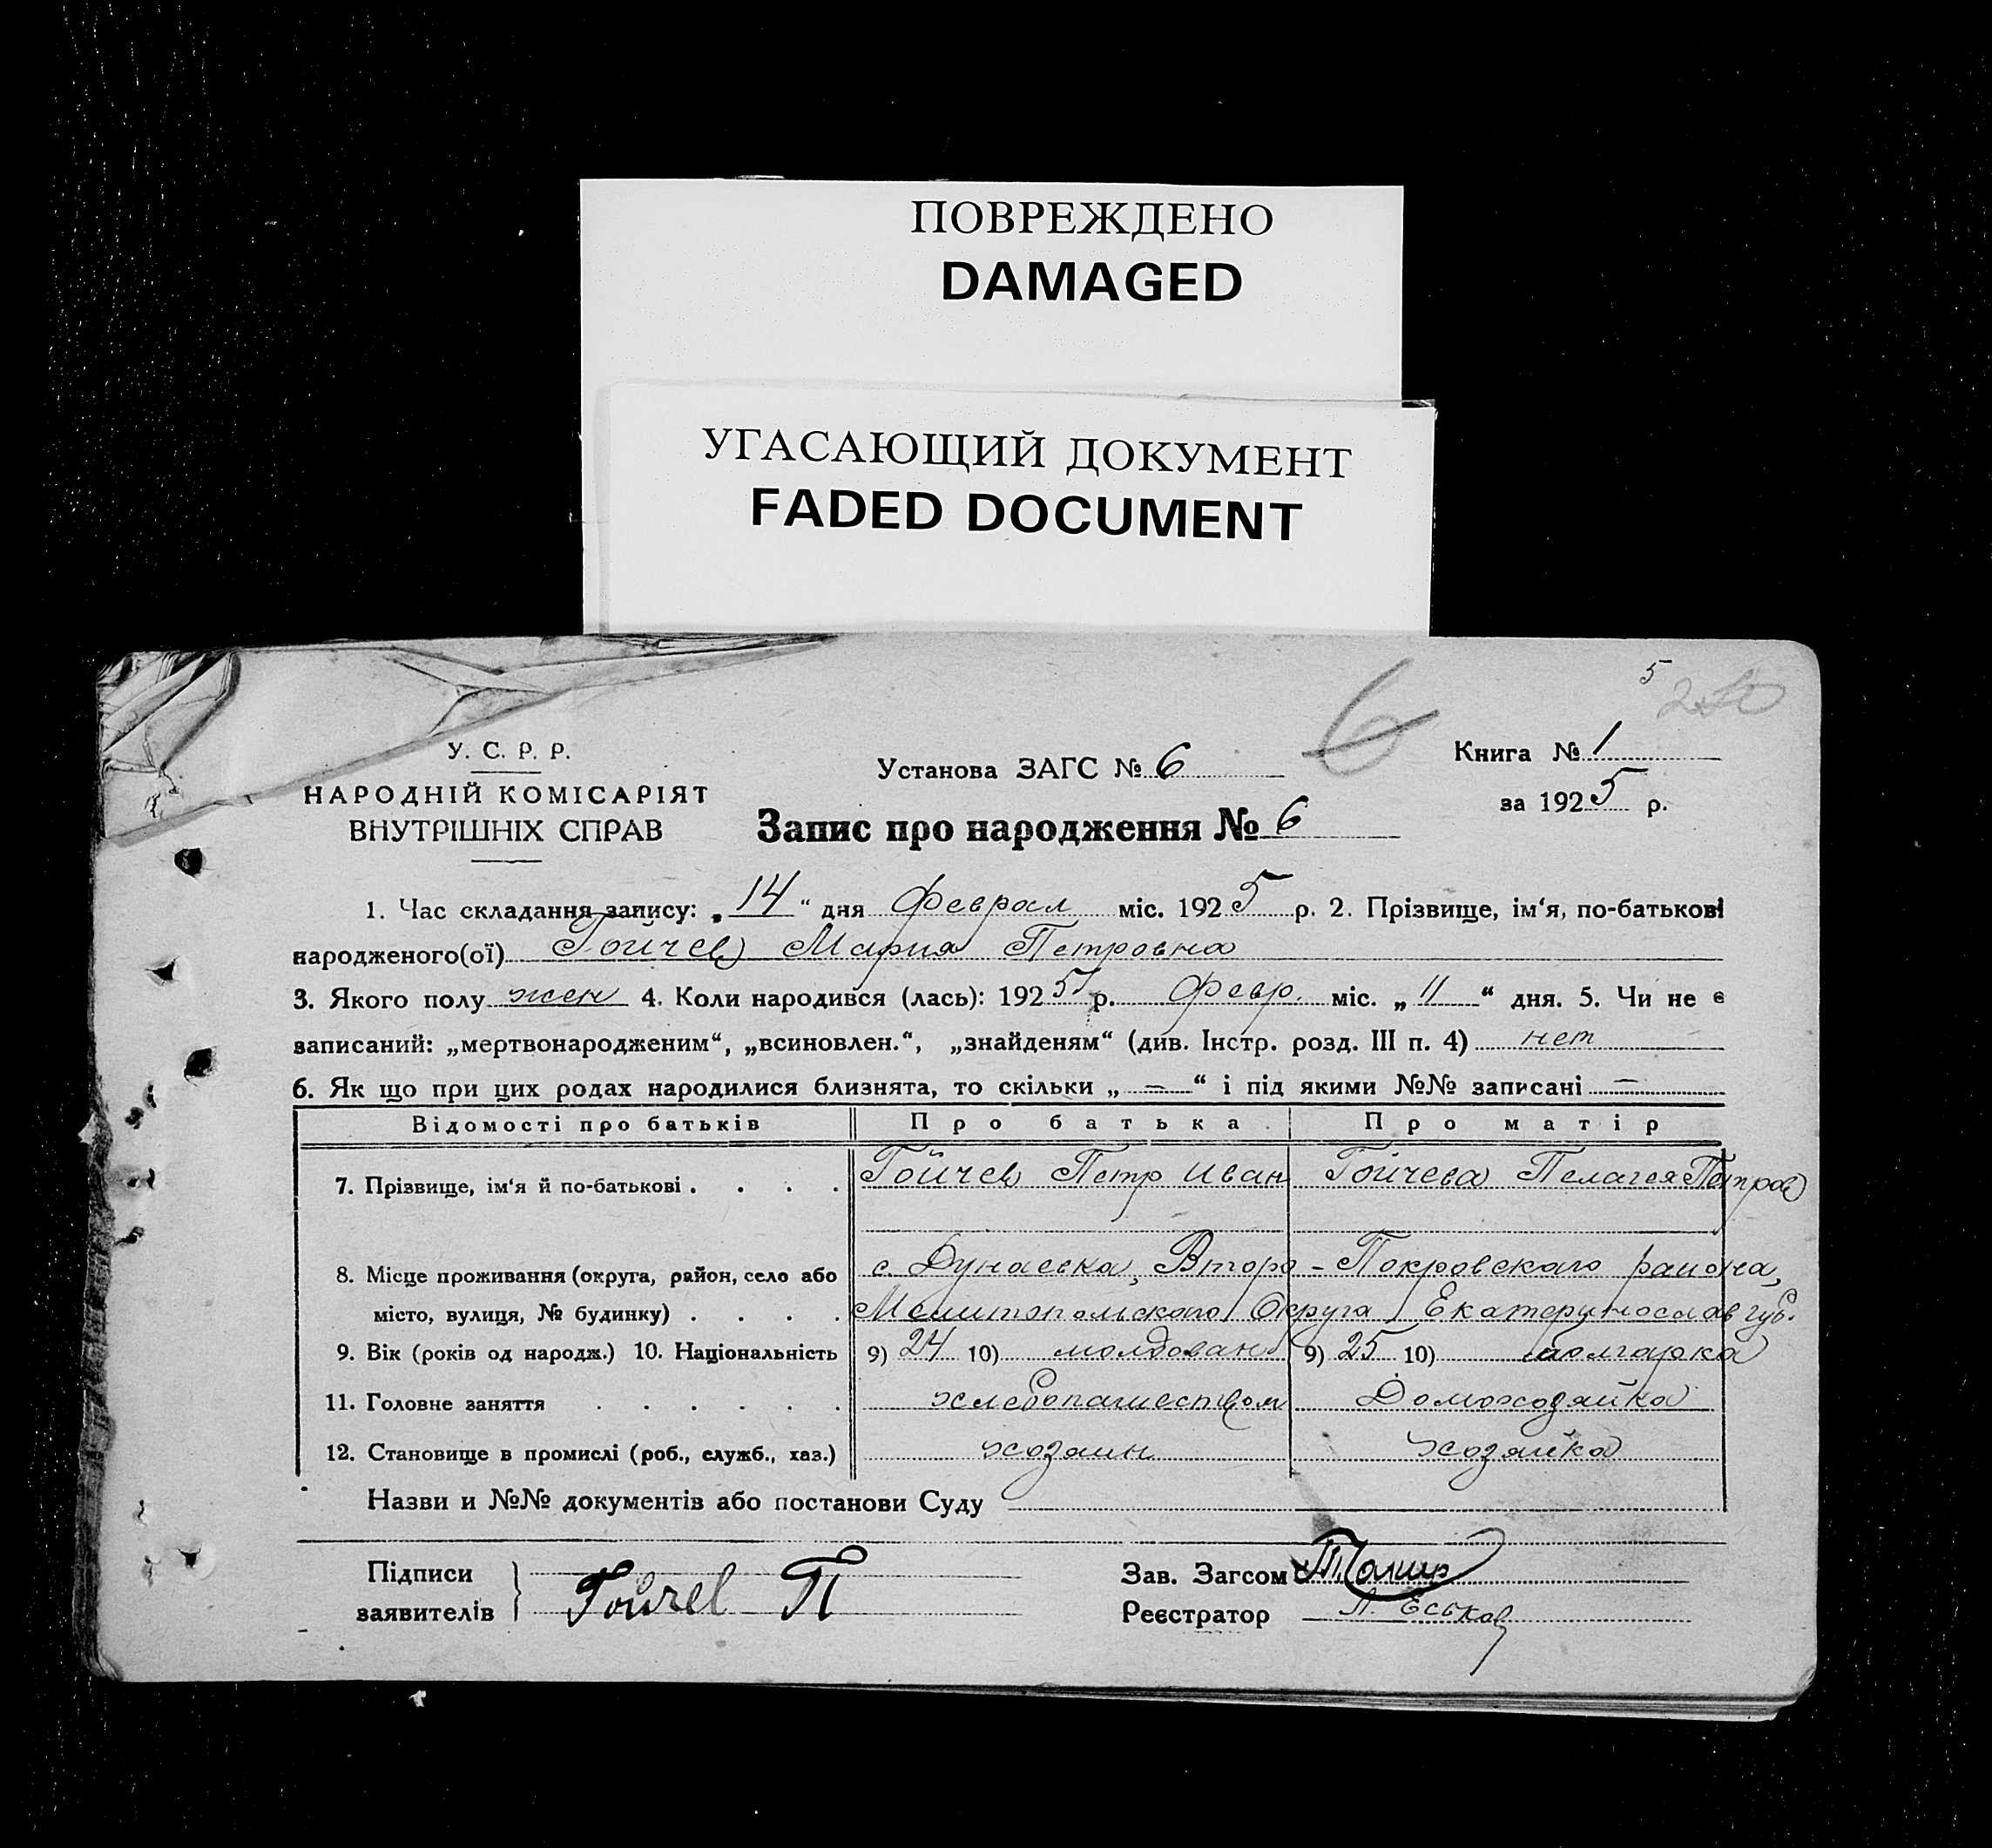 ПОВРЕЖДЕНО
DAMAGED
УГАСАЮЩИЙ ДОКУМЕНТ
FADED DOCUMENT
5
6
У. С. Р. Р.
НАРОДНІЙ КОМІСАРІЯТ
ВНУТРІШНІХ СПРАВ
Установа ЗАГС № 6
Книга № 1
за 1925 р.
Запис про народження № 6
1. Час складання запису: „14“ дня Феврал міс. 1925 р. 2. Прізвище, ім‘я, по-батькові
народженого(ої) Гойчев Мария Петровна
3. Якого полу жен 4. Коли народився (лась): 1925 р. Февр. міс. „11“ дня. 5. Чи не є
записаний: „мертвонародженим“, „всиновлен.“, „знайденям“ (див. Інстр. розд. III п. 4) нет
6. Як що при цих родах народилися близнята, то скільки „ — “ і під якими №№ записані —
Відомості про батьків Про батька. Про матір
7. Прізвище, ім‘я й по-батькові . . . . Гойчев Петр Иван Гойчева Пелагея Петров
8. Місце проживання (округа, район, село або с. Дунаевка, Второ-Покровского района,
місто, вулиця, № будинку) . . . . Мелитопольского Округа Екатеринославгуб.
9. Вік (років од народж.) 10. Національність 9) 24 10) молдован 9) 25 10) болгарка
11. Головне заняття . . . . . . хлебопашеством Домохозяйка
12. Становище в промислі (роб., служб., хаз.) хозяин хозяйка
Назви и №№ документів або постанови Суду
Підписи
заявителів Гойчев П
Зав. Загсом
Реєстратор Л. Еськов